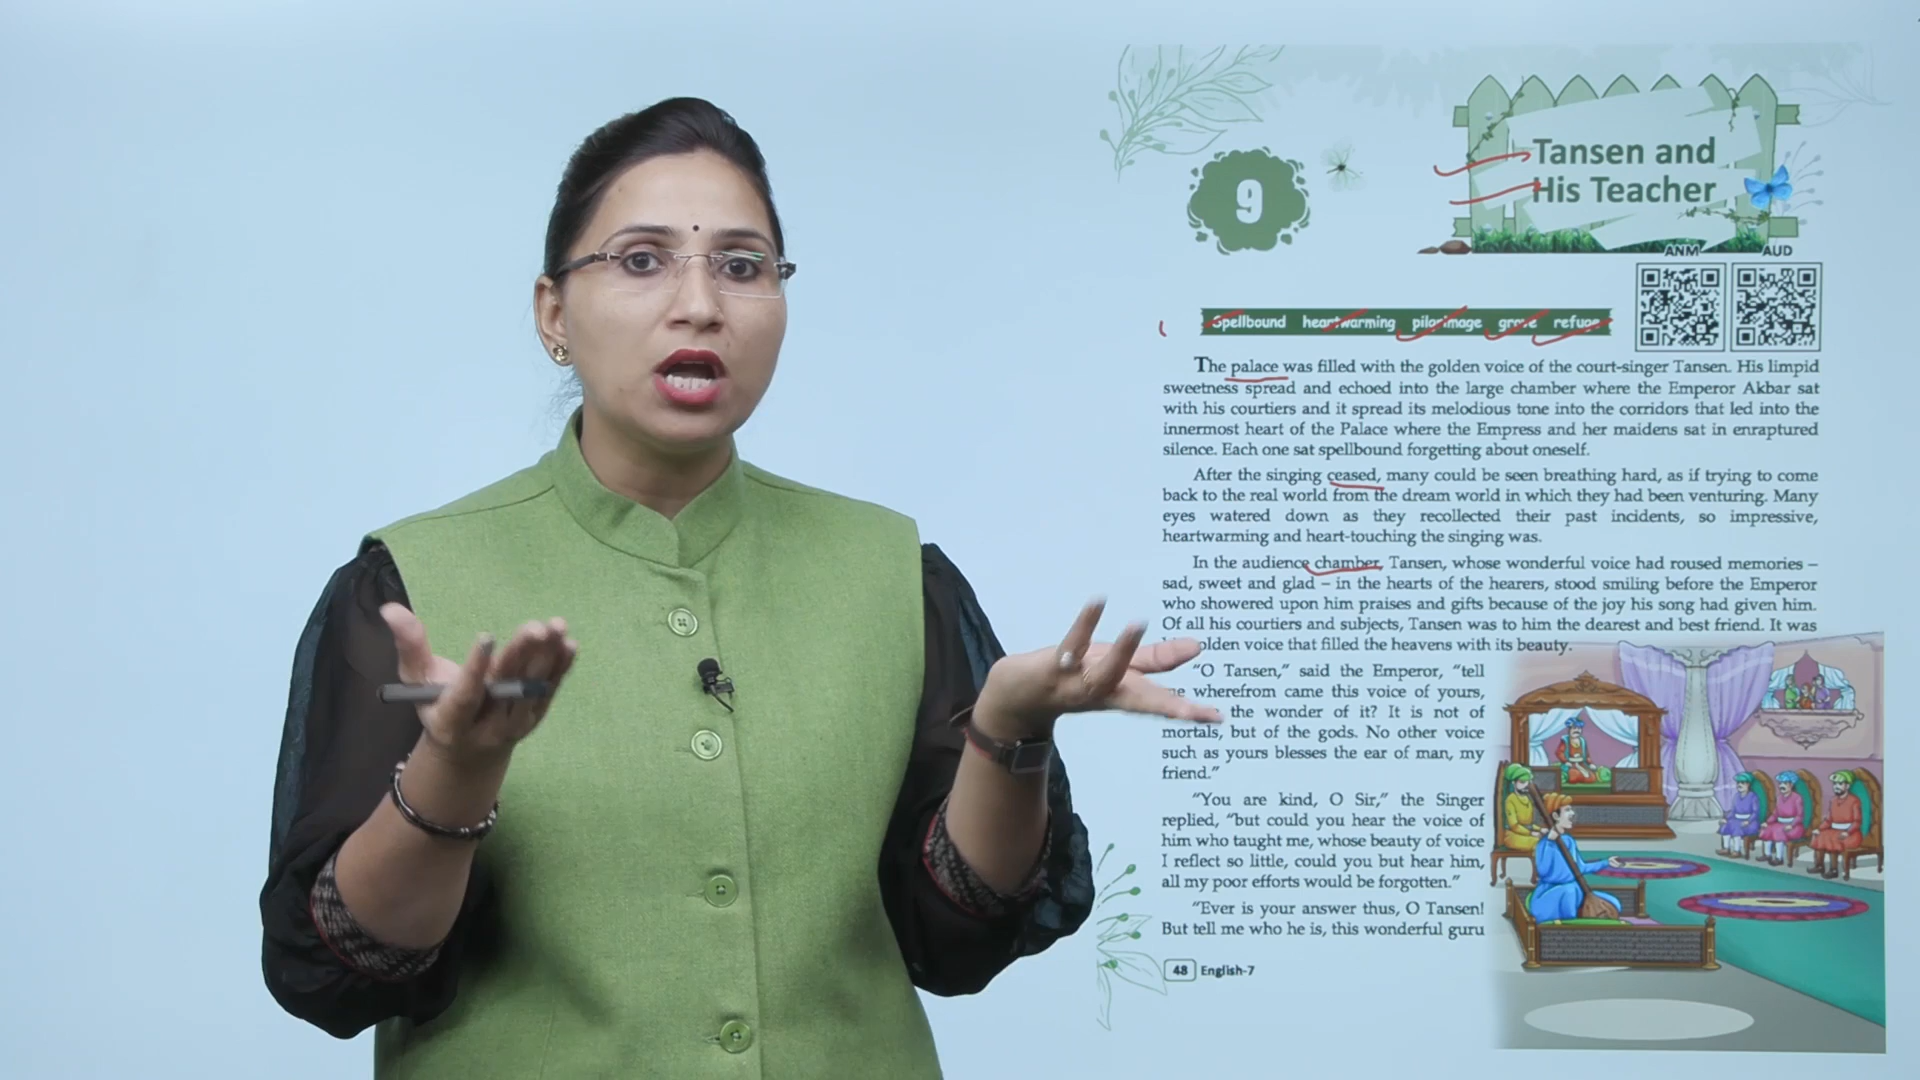 9
Tansen and
His Teacher
ANM AUD
Spellbound heartwarming pilgrimage grove refuge
The palace was filled with the golden voice of the court-singer Tansen. His limpid
sweetness spread and echoed into the large chamber where the Emperor Akbar sat
with his courtiers and it spread its melodious tone into the corridors that led into the
innermost heart of the Palace where the Empress and her maidens sat in enraptured
silence. Each one sat spellbound forgetting about oneself.
After the singing ceased, many could be seen breathing hard, as if trying to come
back to the real world from the dream world in which they had been venturing. Many
eyes watered down as they recollected their past incidents, so impressive,
heartwarming and heart-touching the singing was.
In the audience chamber, Tansen, whose wonderful voice had roused memories –
sad, sweet and glad – in the hearts of the hearers, stood smiling before the Emperor
who showered upon him praises and gifts because of the joy his song had given him.
Of all his courtiers and subjects, Tansen was to him the dearest and best friend. It was
olden voice that filled the heavens with its beauty.
"O Tansen," said the Emperor, "tell
wherefrom came this voice of yours,
the wonder of it? It is not of
mortals, but of the gods. No other voice
such as yours blesses the ear of man, my
friend."
"You are kind, O Sir," the Singer
replied, "but could you hear the voice of
him who taught me, whose beauty of voice
I reflect so little, could you but hear him,
all my poor efforts would be forgotten."
"Ever is your answer thus, O Tansen!
But tell me who he is, this wonderful guru
48 English-7